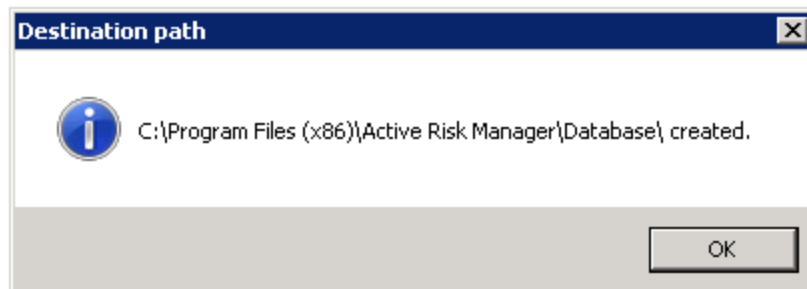 Destination path
C:\Program Files (x86)\Active Risk Manager\Database\ created.
OK